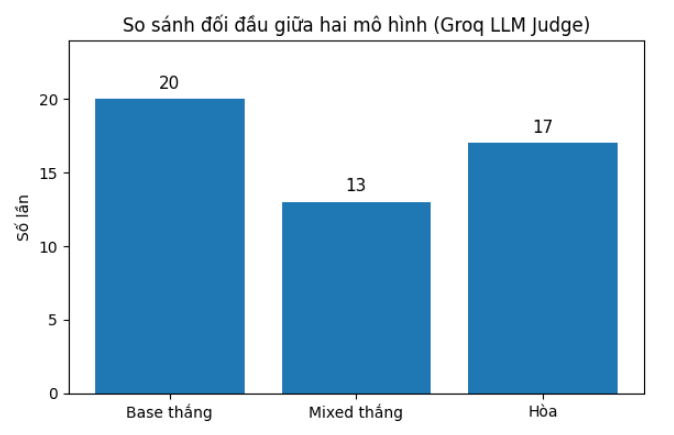 So sánh đối đầu giữa hai mô hình (Groq LLM Judge)
Số lần
20
15
10
5
0
20
13
17
Base thắng
Mixed thắng
Hòa